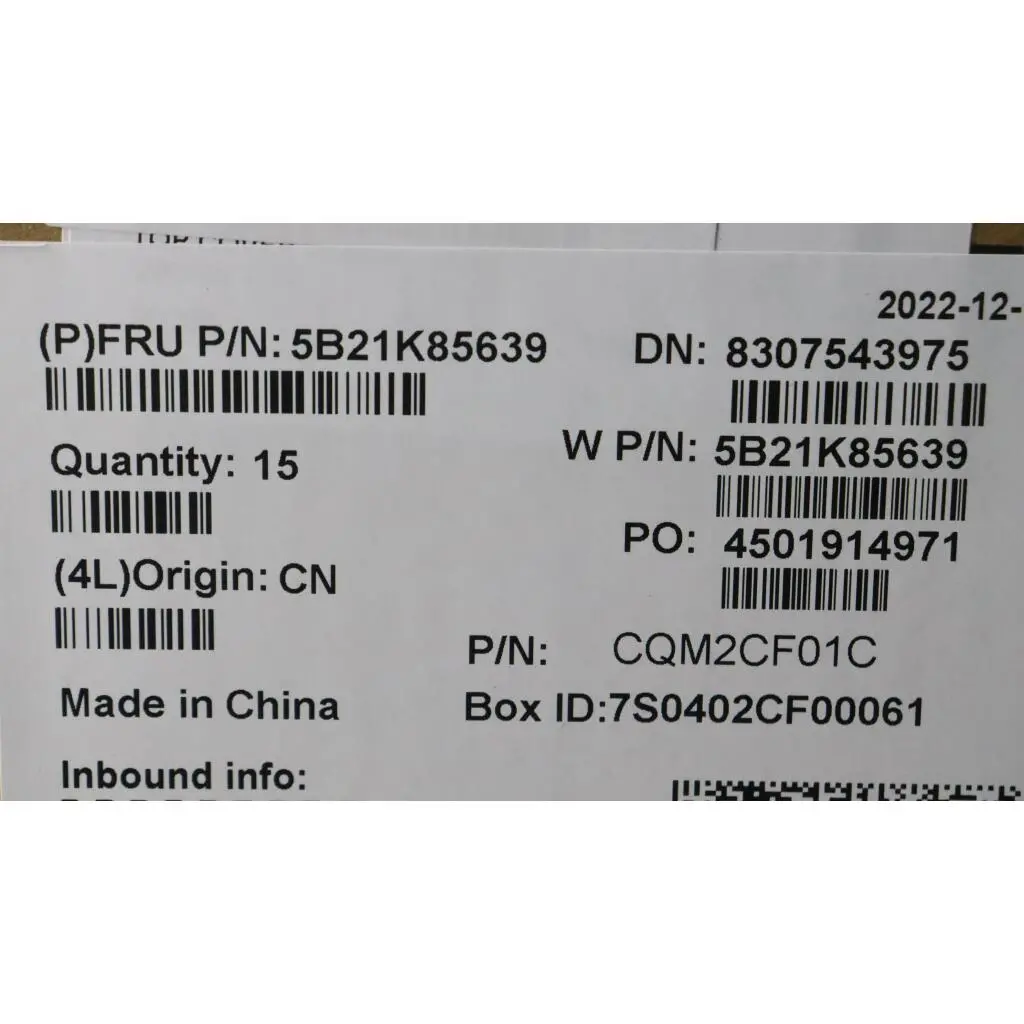 2022-12-
(P)FRU P/N: 5B21K85639
DN: 8307543975
W P/N: 5B21K85639
Quantity: 15
PO: 4501914971
(4L)Origin: CN
P/N: CQM2CF01C
Made in China
Box ID:7S0402CF00061
Inbound info: